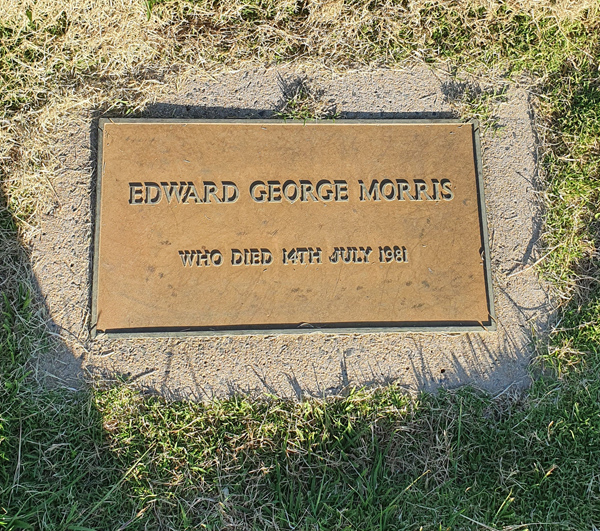 EDWARD GEORGE MORRIS
WHO DIED 14TH JULY 1981